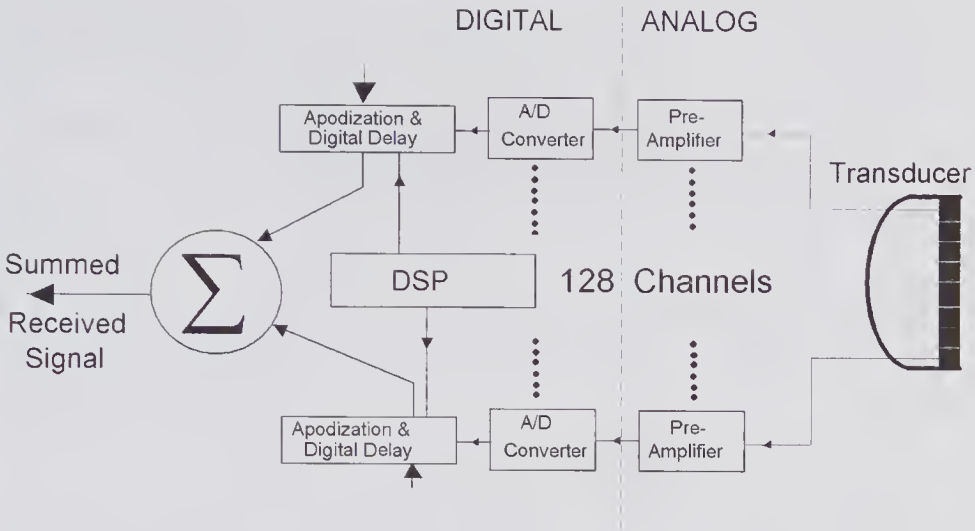 DIGITAL
ANALOG
Apodization &
Digital Delay
A/D
Converter
Pre-
Amplifier
Transducer
Summed
Received
Signal
Σ
DSP
128 Channels
Apodization &
Digital Delay
A/D
Converter
Pre-
Amplifier